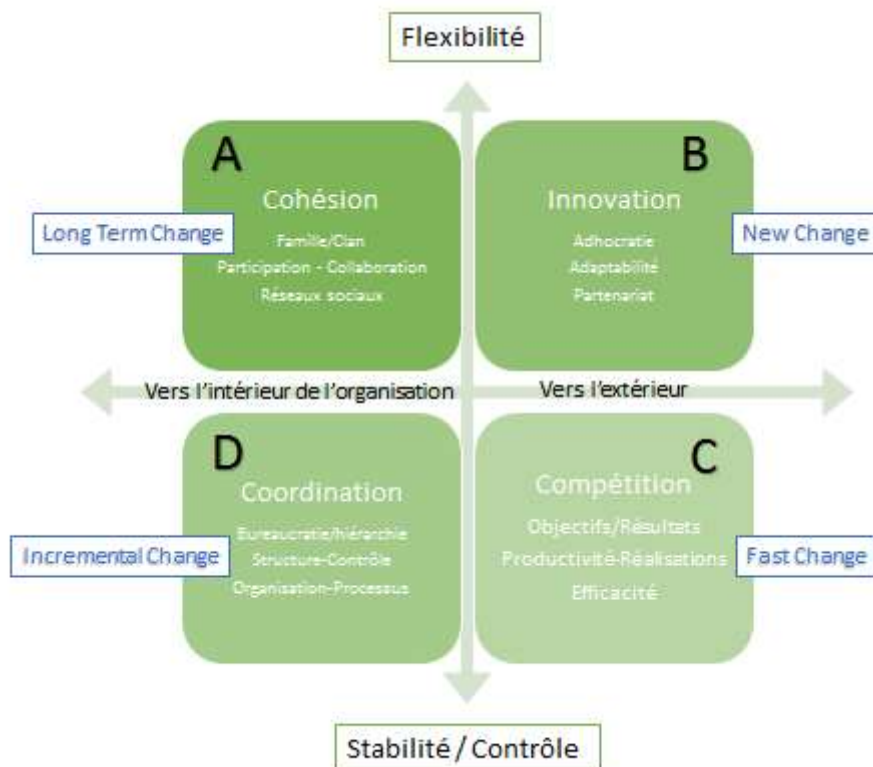 Flexibilité
A
Cohésion
Famille/Clan
Participation - Collaboration
Réseaux sociaux
Long Term Change
B
Innovation
Adhocratie
Adaptabilité
Partenariat
New Change
Vers l'intérieur de l'organisation
Vers l'extérieur
D
Coordination
Bureaucratie/hiérarchie
Structure-Contrôle
Organisation-Processus
Incremental Change
C
Compétition
Objectifs/Résultats
Productivité-Réalisations
Efficacité
Fast Change
Stabilité / Contrôle